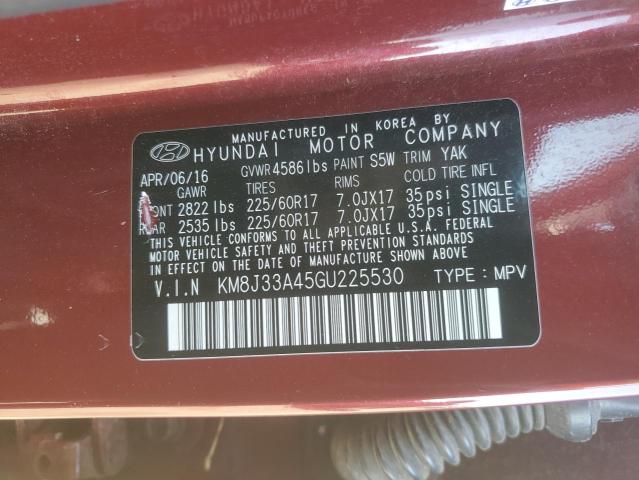 MANUFACTURED IN KOREA BY
HYUNDAI MOTOR COMPANY
APR/06/16 GVWR 4586 lbs PAINT S5W TRIM YAK
GAWR TIRES RIMS COLD TIRE INFL
FRONT 2822 lbs 225/60R17 7.0JX17 35psi SINGLE
REAR 2535 lbs 225/60R17 7.0JX17 35psi SINGLE
THIS VEHICLE CONFORMS TO ALL APPLICABLE U.S.A. FEDERAL
MOTOR VEHICLE SAFETY AND THEFT PREVENTION STANDARDS
IN EFFECT ON THE DATE OF MANUFACTURE SHOWN ABOVE
V.I.N KM8J33A45GU225530 TYPE: MPV